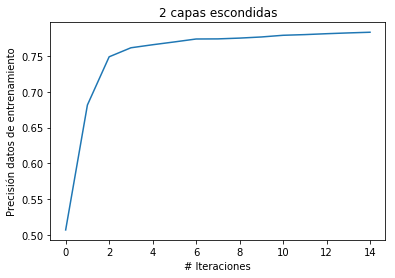 2 capas escondidas
Precisión datos de entrenamiento
0.75
0.70
0.65
0.60
0.55
0.50
0 2 4 6 8 10 12 14
# Iteraciones